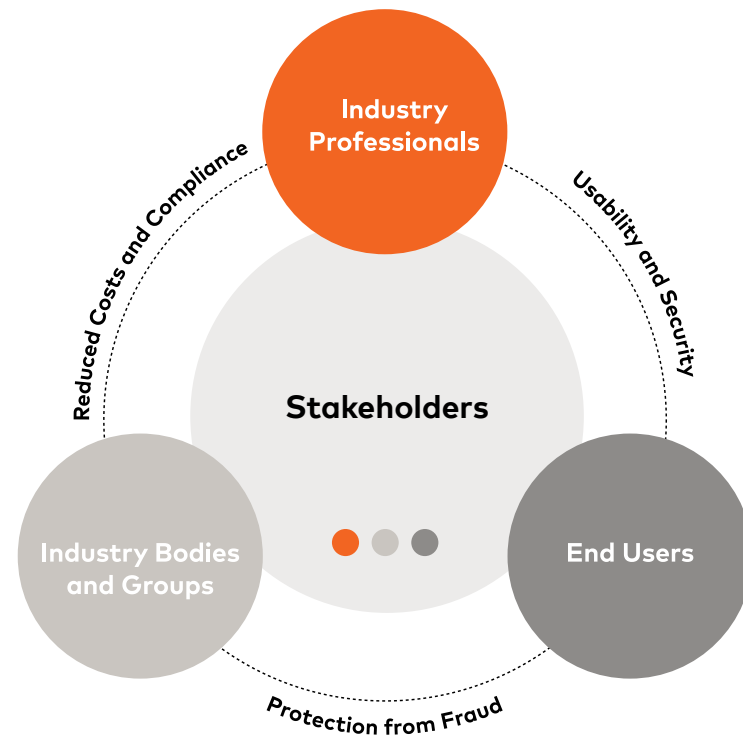 Industry
Professionals
Reduced Costs and Compliance
Usability and Security
Stakeholders
Industry Bodies
and Groups
End Users
Protection from Fraud